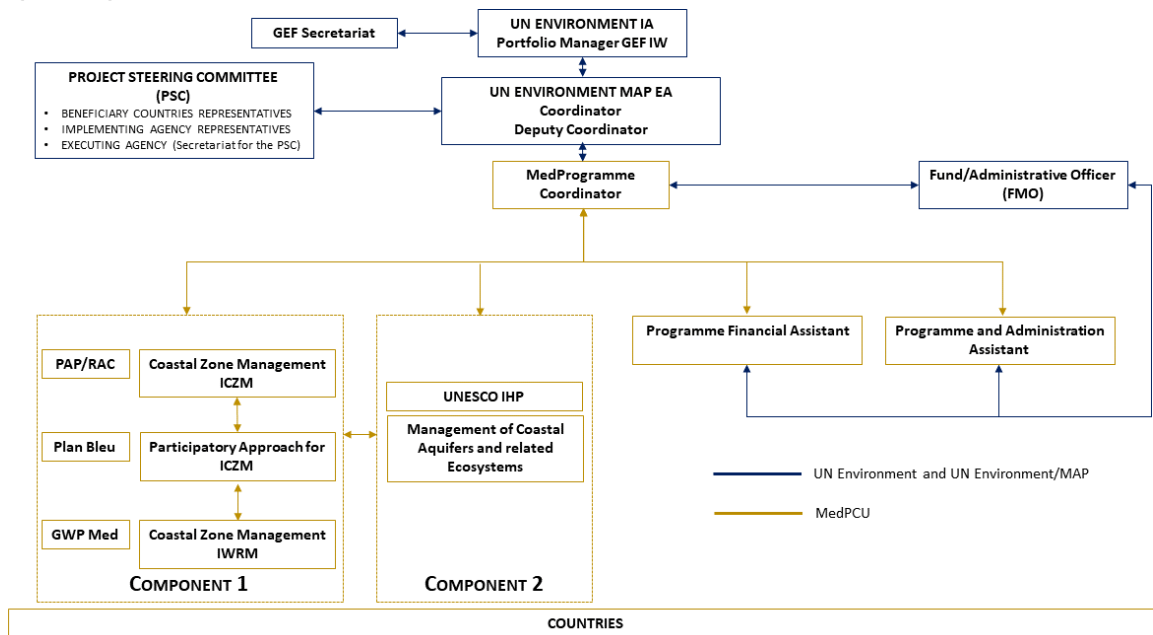 GEF Secretariat
UN ENVIRONMENT IA
Portfolio Manager GEF IW
PROJECT STEERING COMMITTEE
(PSC)
• BENEFICIARY COUNTRIES REPRESENTATIVES
• IMPLEMENTING AGENCY REPRESENTATIVES
• EXECUTING AGENCY (Secretariat for the PSC)
UN ENVIRONMENT MAP EA
Coordinator
Deputy Coordinator
MedProgramme
Coordinator
Fund/Administrative Officer
(FMO)
PAP/RAC
Coastal Zone Management
ICZM
Plan Bleu
Participatory Approach for
ICZM
GWP Med
Coastal Zone Management
IWRM
COMPONENT 1
UNESCO IHP
Management of Coastal
Aquifers and related
Ecosystems
COMPONENT 2
Programme Financial Assistant
Programme and Administration
Assistant
UN Environment and UN Environment/MAP
MedPCU
COUNTRIES